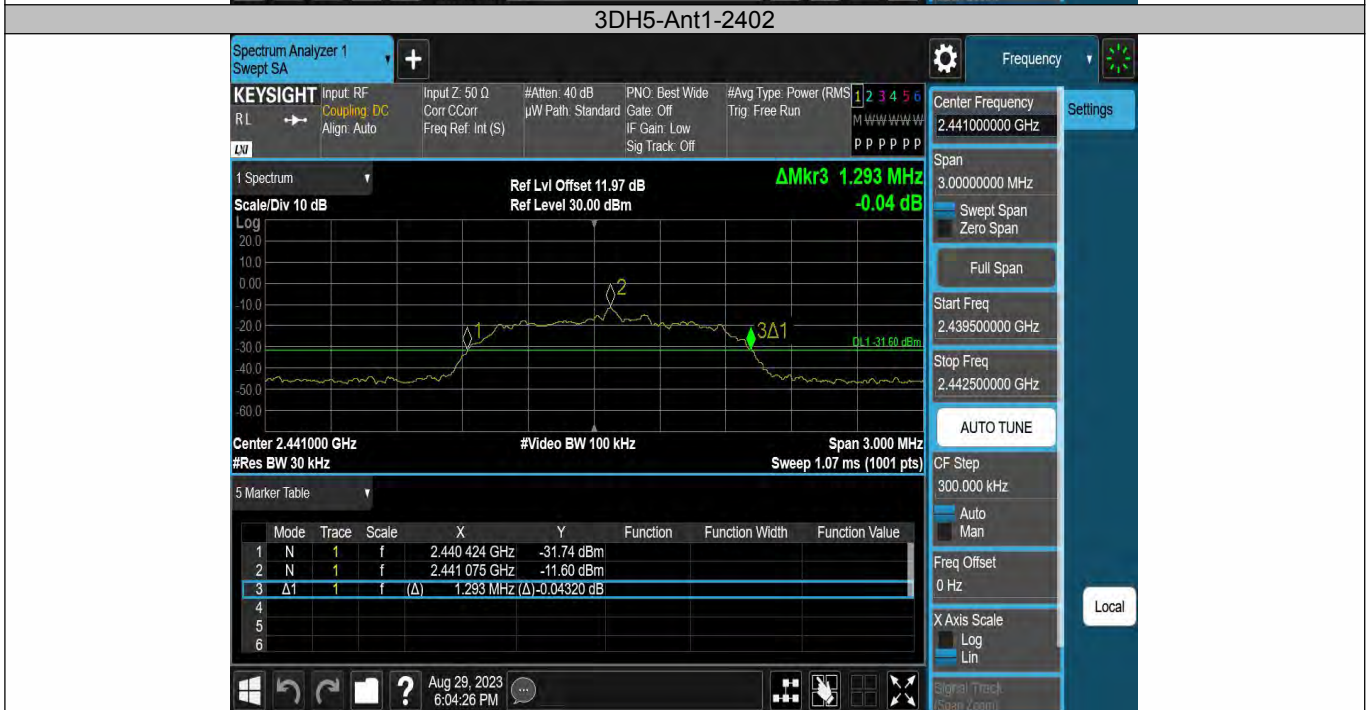 3DH5-Ant1-2402
Spectrum Analyzer 1
Swept SA
+
Frequency
KEYSIGHT
RL
LXI
Input: RF
Coupling: DC
Align: Auto
Input Z: 50 Ω
Corr CCorr
Freq Ref: Int (S)
#Atten: 40 dB
µW Path: Standard
PNO: Best Wide
Gate: Off
IF Gain: Low
Sig Track: Off
#Avg Type: Power (RMS
Trig: Free Run
1 2 3 4 5 6
M W W W W W
P P P P P P
Center Frequency
2.441000000 GHz
Settings
1 Spectrum
Scale/Div 10 dB
Ref Lvl Offset 11.97 dB
Ref Level 30.00 dBm
ΔMkr3 1.293 MHz
-0.04 dB
Span
3.00000000 MHz
Swept Span
Zero Span
Full Span
Log
20.0
10.0
0.00
-10.0
-20.0
-30.0
-40.0
-50.0
-60.0
1
2
3Δ1
DL1 -31.60 dBm
Start Freq
2.439500000 GHz
Stop Freq
2.442500000 GHz
AUTO TUNE
Center 2.441000 GHz
#Video BW 100 kHz
Span 3.000 MHz
#Res BW 30 kHz
Sweep 1.07 ms (1001 pts)
CF Step
300.000 kHz
Auto
Man
5 Marker Table
Mode Trace Scale X Y Function Function Width Function Value
1 N 1 f 2.440 424 GHz -31.74 dBm
2 N 1 f 2.441 075 GHz -11.60 dBm
3 Δ1 1 f (Δ) 1.293 MHz (Δ) -0.04320 dB
4
5
6
Freq Offset
0 Hz
Local
X Axis Scale
Log
Lin
Signal Track
(Span Zoom)
?
Aug 29, 2023
6:04:26 PM